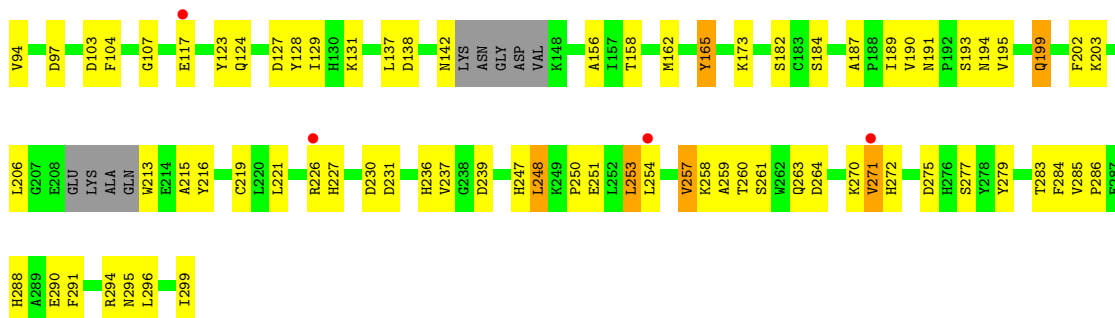 V94 D97 D103 F104 G107 E117 Y123 Q124 D127 Y128 I129 H130 K131 L137 D138 N142 LYS ASN GLY ASP VAL K148 A156 I157 T158 M162 Y165 K173 S182 C183 S184 A187 P188 I189 V190 N191 P192 S193 N194 V195 Q199 F202 K203
L206 G207 E208 GLU LYS ALA GLN W213 E214 A215 Y216 C219 L220 L221 R226 H227 D230 D231 H236 V237 G238 D239 H247 L248 K249 P250 E251 L252 L253 L254 V257 K258 A259 T260 S261 W262 Q263 D264 K270 V271 H272 D275 H276 S277 Y278 Y279 T283 F284 V285 P286 E287
H288 A289 E290 F291 R294 N295 L296 I299